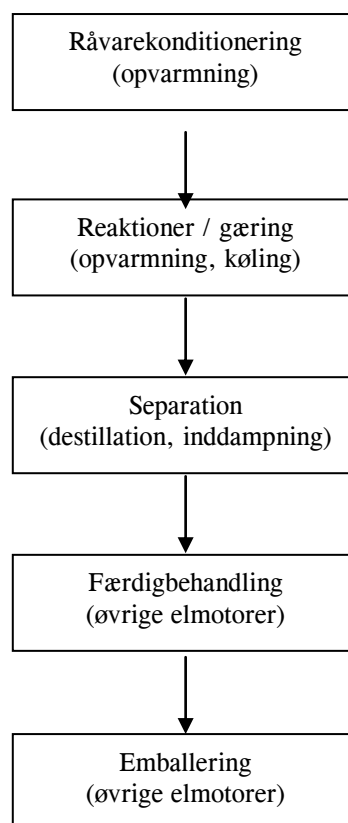 Råvarekonditionering
(opvarmning)
Reaktioner / gæring
(opvarmning, køling)
Separation
(destillation, inddampning)
Færdigbehandling
(øvrige elmotorer)
Emballering
(øvrige elmotorer)